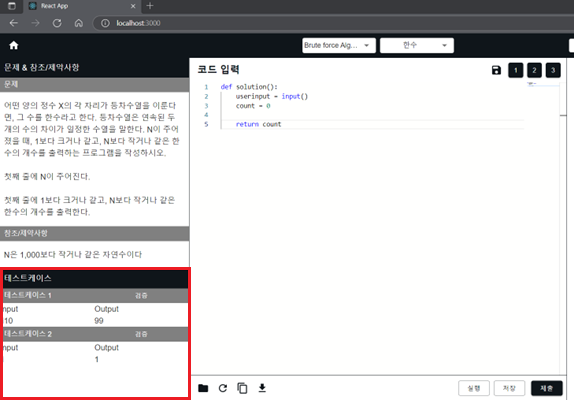 React App
localhost:3000
Brute force Alg...
한수
문제 & 참조/제약사항
문제
어떤 양의 정수 X의 각 자리가 등차수열을 이룬다
면, 그 수를 한수라고 한다. 등차수열은 연속된 두
개의 수의 차이가 일정한 수열을 말한다. N이 주어
졌을 때, 1보다 크거나 같고, N보다 작거나 같은 한
수의 개수를 출력하는 프로그램을 작성하시오.
첫째 줄에 N이 주어진다.
첫째 줄에 1보다 크거나 같고, N보다 작거나 같은
한수의 개수를 출력한다.
참조/제약사항
N은 1,000보다 작거나 같은 자연수이다
테스트케이스
테스트케이스 1 검증
nput Output
10 99
테스트케이스 2 검증
nput Output
1
코드 입력
1 2 3
1 def solution():
2 userinput = input()
3 count = 0
4
5 return count
실행 저장 제출